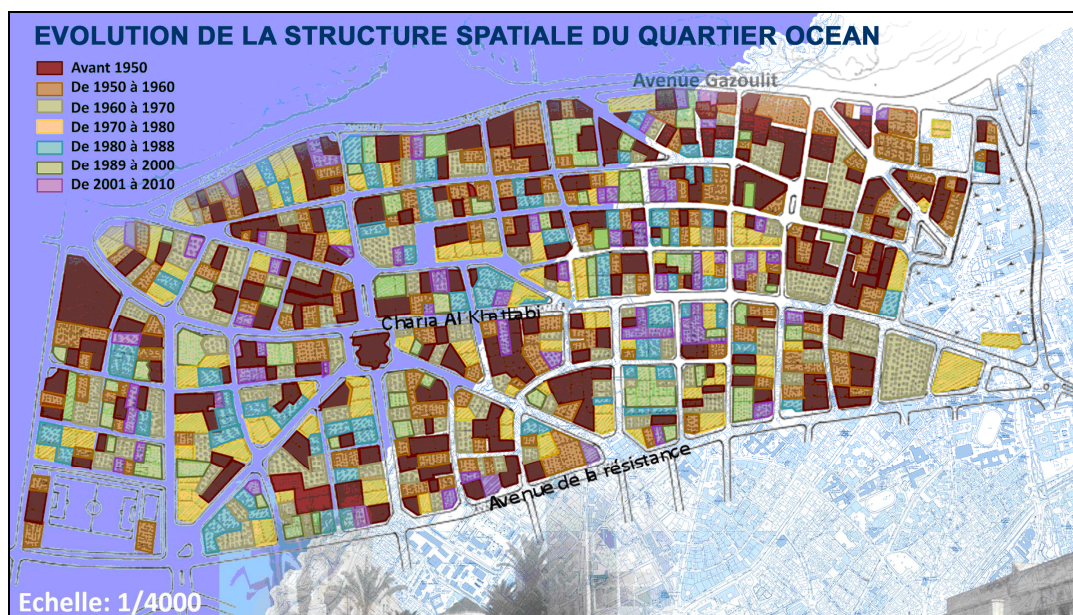 EVOLUTION DE LA STRUCTURE SPATIALE DU QUARTIER OCEAN
Avant 1950
De 1950 à 1960
De 1960 à 1970
De 1970 à 1980
De 1980 à 1988
De 1989 à 2000
De 2001 à 2010
Avenue Gazoulit
Charia Al Khattabi
Avenue de la résistance
Echelle: 1/4000